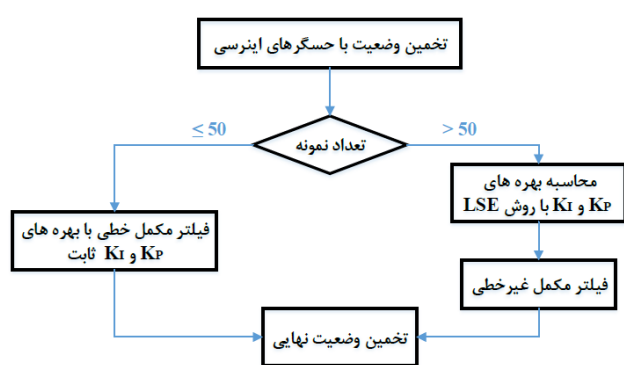 تخمین وضعیت با حسگرهای اینرسی
≤ 50
تعداد نمونه
> 50
محاسبه بهره های
KP و KI با روش LSE
فیلتر مکمل خطی با بهره های
KP و KI ثابت
فیلتر مکمل غیرخطی
تخمین وضعیت نهایی